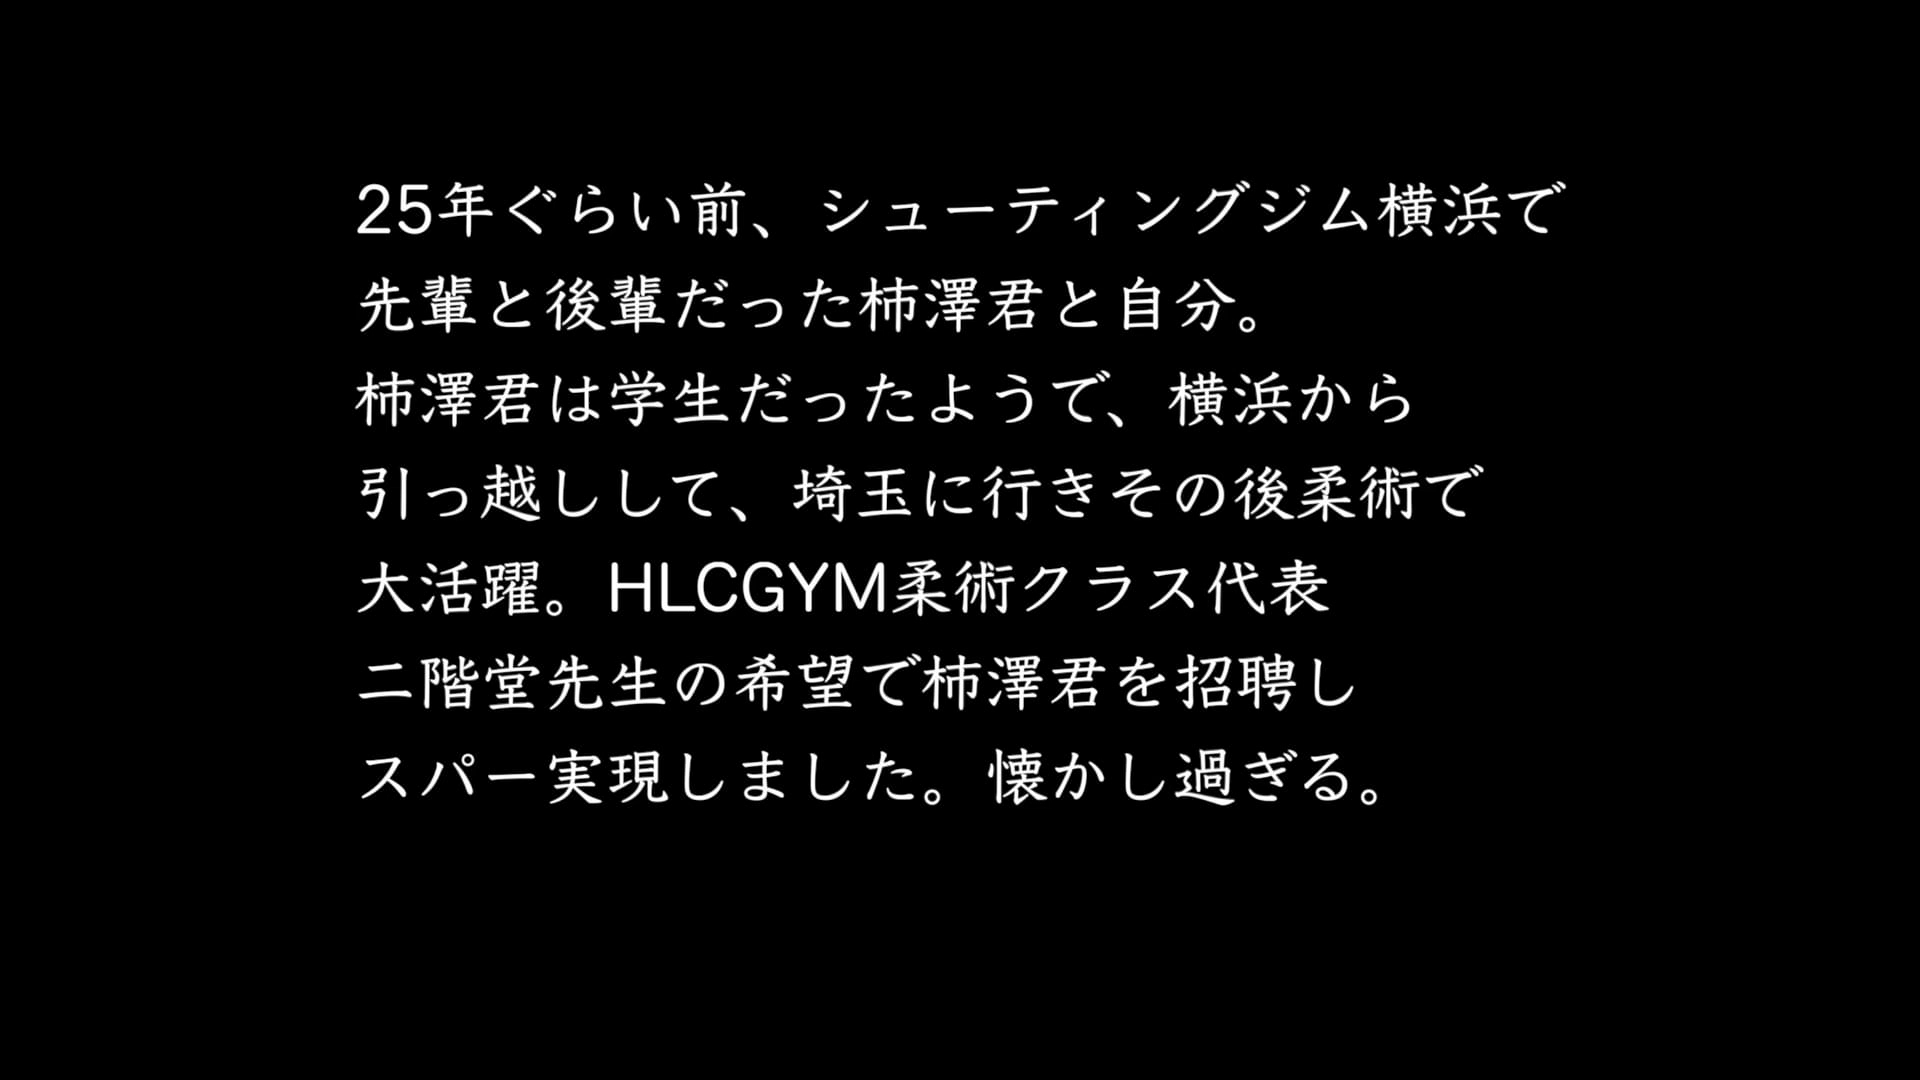 25年ぐらい前、シューティングジム横浜で
先輩と後輩だった柿澤君と自分。
柿澤君は学生だったようで、横浜から
引っ越しして、埼玉に行きその後柔術で
大活躍。HLCGYM柔術クラス代表
二階堂先生の希望で柿澤君を招聘し
スパー実現しました。懐かし過ぎる。